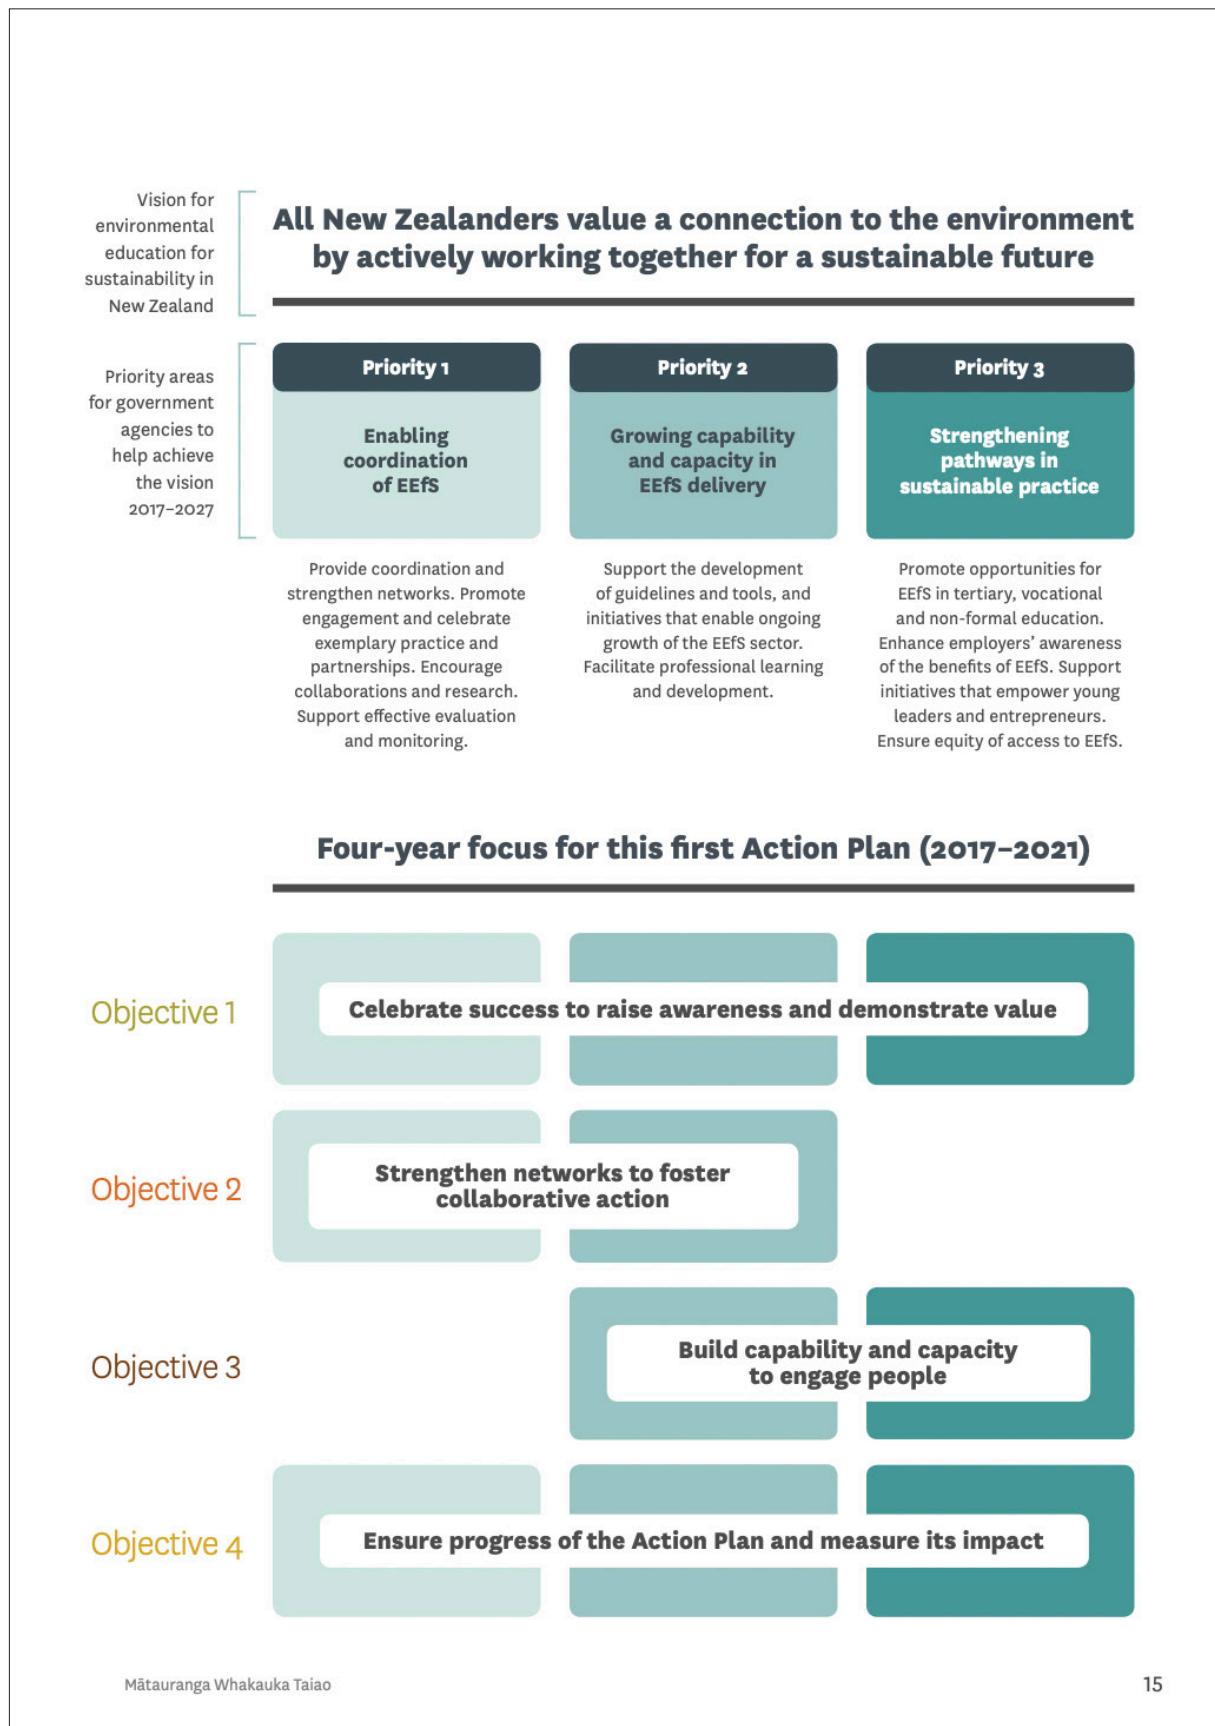 Vision for
environmental
education for
sustainability in
New Zealand
All New Zealanders value a connection to the environment
by actively working together for a sustainable future
Priority areas
for government
agencies to
help achieve
the vision
2017–2027
Priority 1
Enabling
coordination
of EEfS
Provide coordination and
strengthen networks. Promote
engagement and celebrate
exemplary practice and
partnerships. Encourage
collaborations and research.
Support effective evaluation
and monitoring.
Priority 2
Growing capability
and capacity in
EEfS delivery
Support the development
of guidelines and tools, and
initiatives that enable ongoing
growth of the EEfS sector.
Facilitate professional learning
and development.
Priority 3
Strengthening
pathways in
sustainable practice
Promote opportunities for
EEfS in tertiary, vocational
and non-formal education.
Enhance employers’ awareness
of the benefits of EEfS. Support
initiatives that empower young
leaders and entrepreneurs.
Ensure equity of access to EEfS.
Four-year focus for this first Action Plan (2017–2021)
Objective 1
Celebrate success to raise awareness and demonstrate value
Objective 2
Strengthen networks to foster
collaborative action
Objective 3
Build capability and capacity
to engage people
Objective 4
Ensure progress of the Action Plan and measure its impact
Mātauranga Whakauka Taiao
15